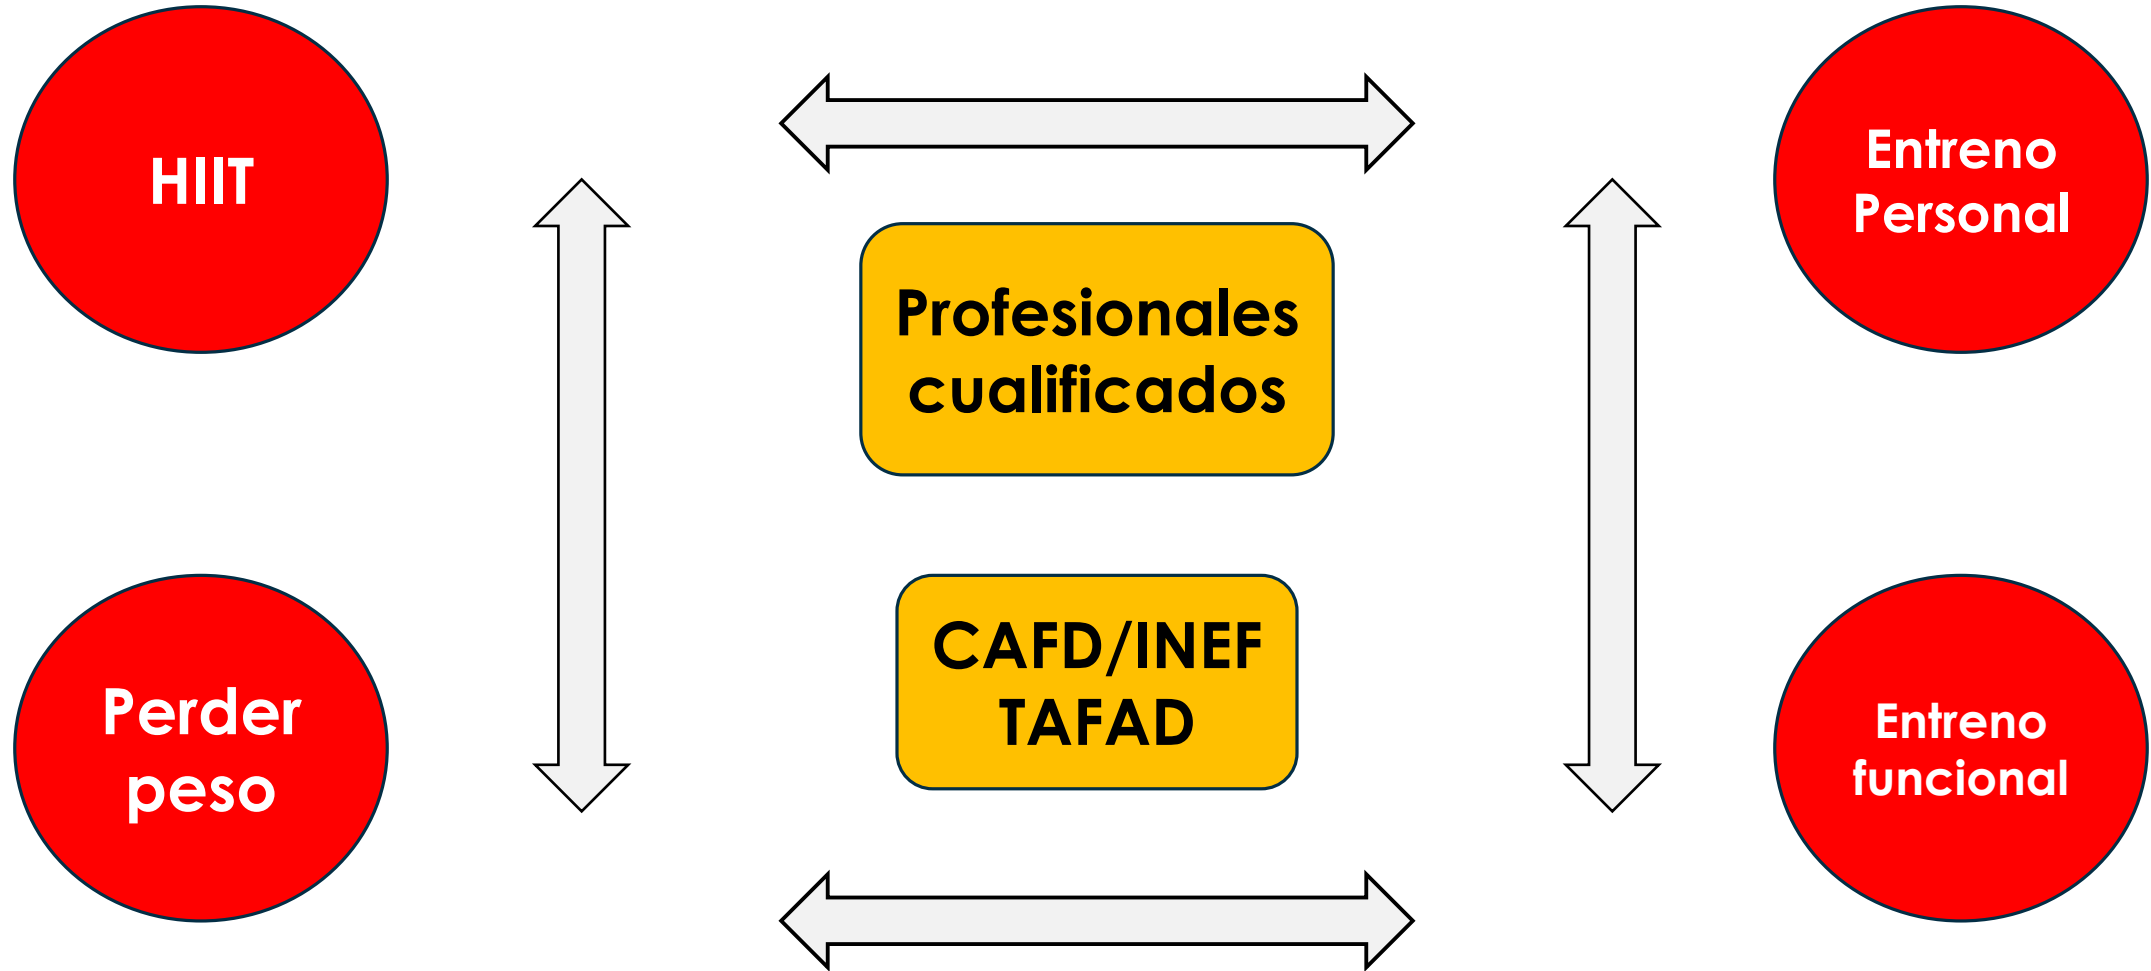 HIIT
Entreno
Personal
Profesionales
cualificados
Perder
peso
CAFD/INEF
TAFAD
Entreno
funcional